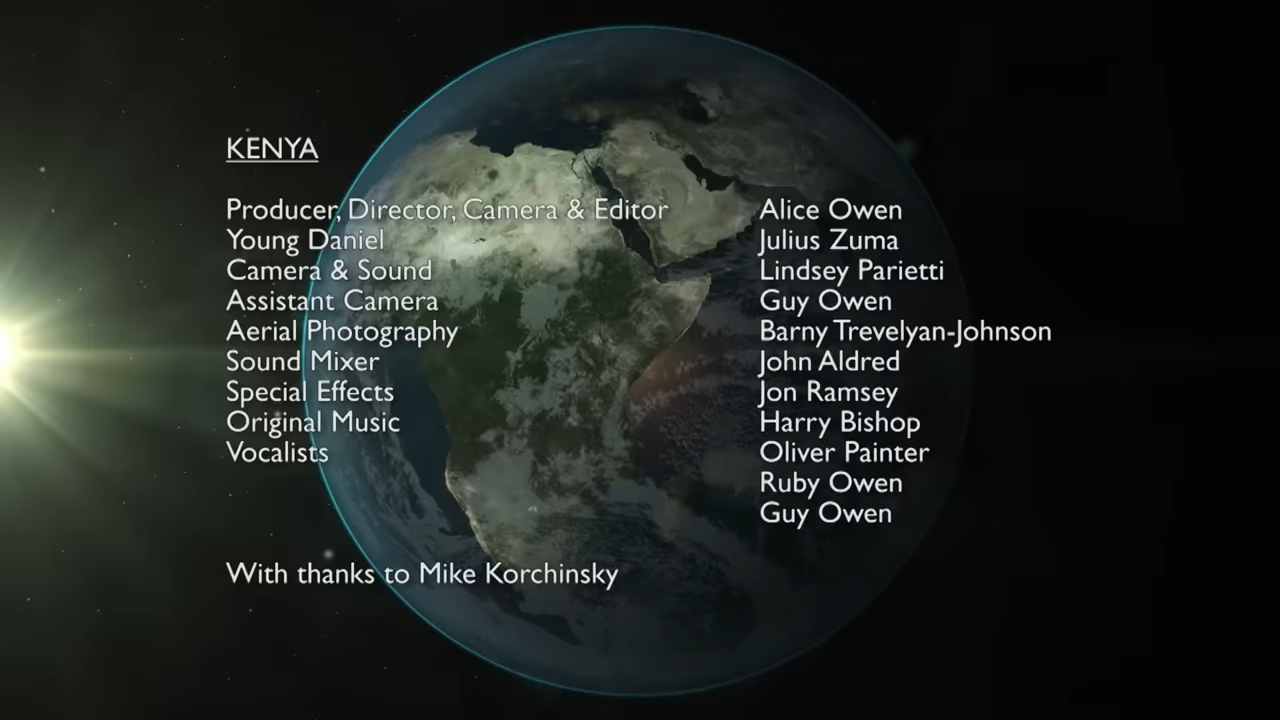 KENYA
Producer, Director, Camera & Editor Alice Owen
Young Daniel Julius Zuma
Camera & Sound Lindsey Parietti
Assistant Camera Guy Owen
Aerial Photography Barny Trevelyan-Johnson
Sound Mixer John Aldred
Special Effects Jon Ramsey
Original Music Harry Bishop
Vocalists Oliver Painter
Ruby Owen
Guy Owen
With thanks to Mike Korchinsky